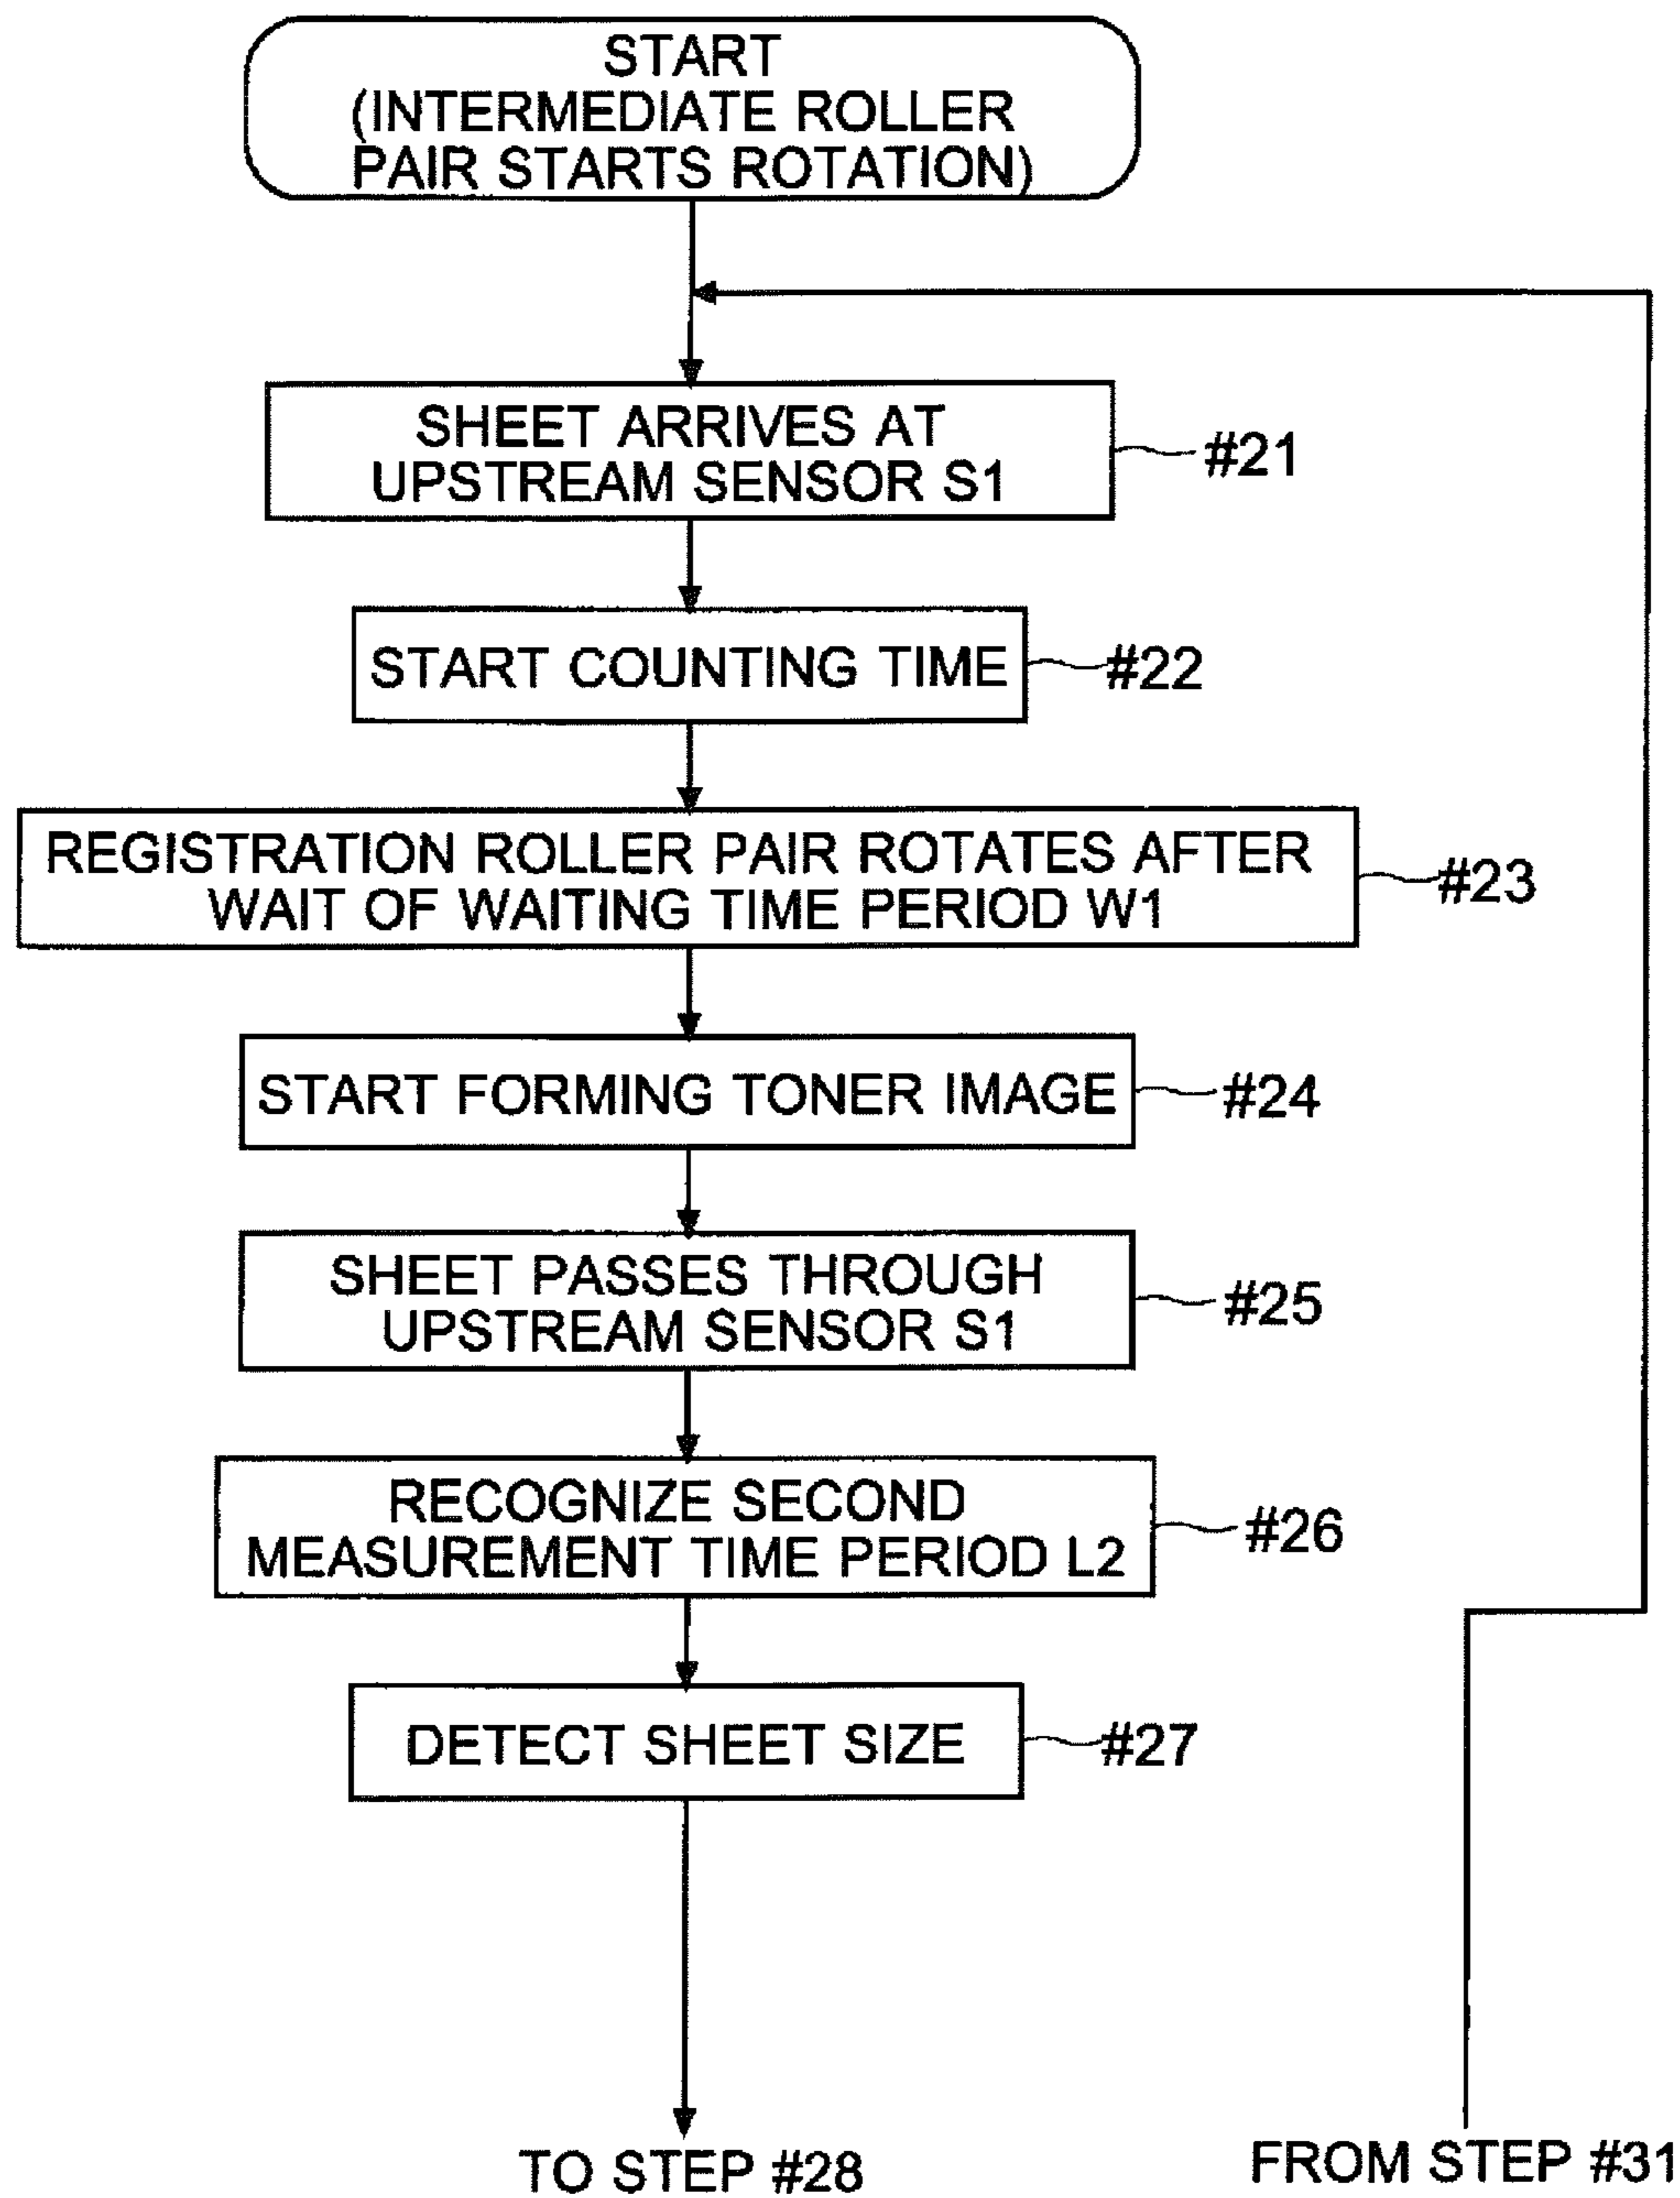 START
(INTERMEDIATE ROLLER
PAIR STARTS ROTATION)
SHEET ARRIVES AT
UPSTREAM SENSOR S1
#21
START COUNTING TIME
#22
REGISTRATION ROLLER PAIR ROTATES AFTER
WAIT OF WAITING TIME PERIOD W1
#23
START FORMING TONER IMAGE
#24
SHEET PASSES THROUGH
UPSTREAM SENSOR S1
#25
RECOGNIZE SECOND
MEASUREMENT TIME PERIOD L2
#26
DETECT SHEET SIZE
#27
TO STEP #28
FROM STEP #31